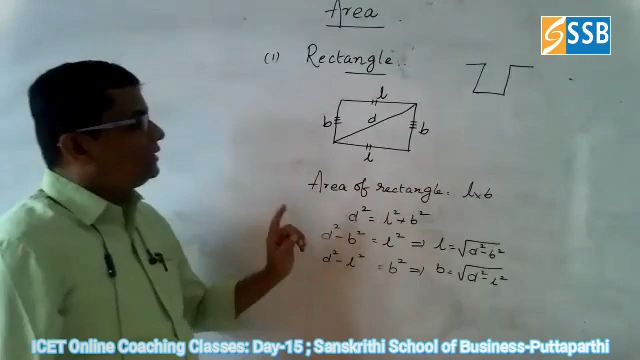 Area
SSB
(1) Rectangle
l
b d b
l
Area of rectangle = l×b
d² = l² + b²
d² - b² = l² ⇒ l = √d²-b²
d² - l² = b² ⇒ b = √d²-l²
ICET Online Coaching Classes: Day-15 ; Sanskrithi School of Business-Puttaparthi